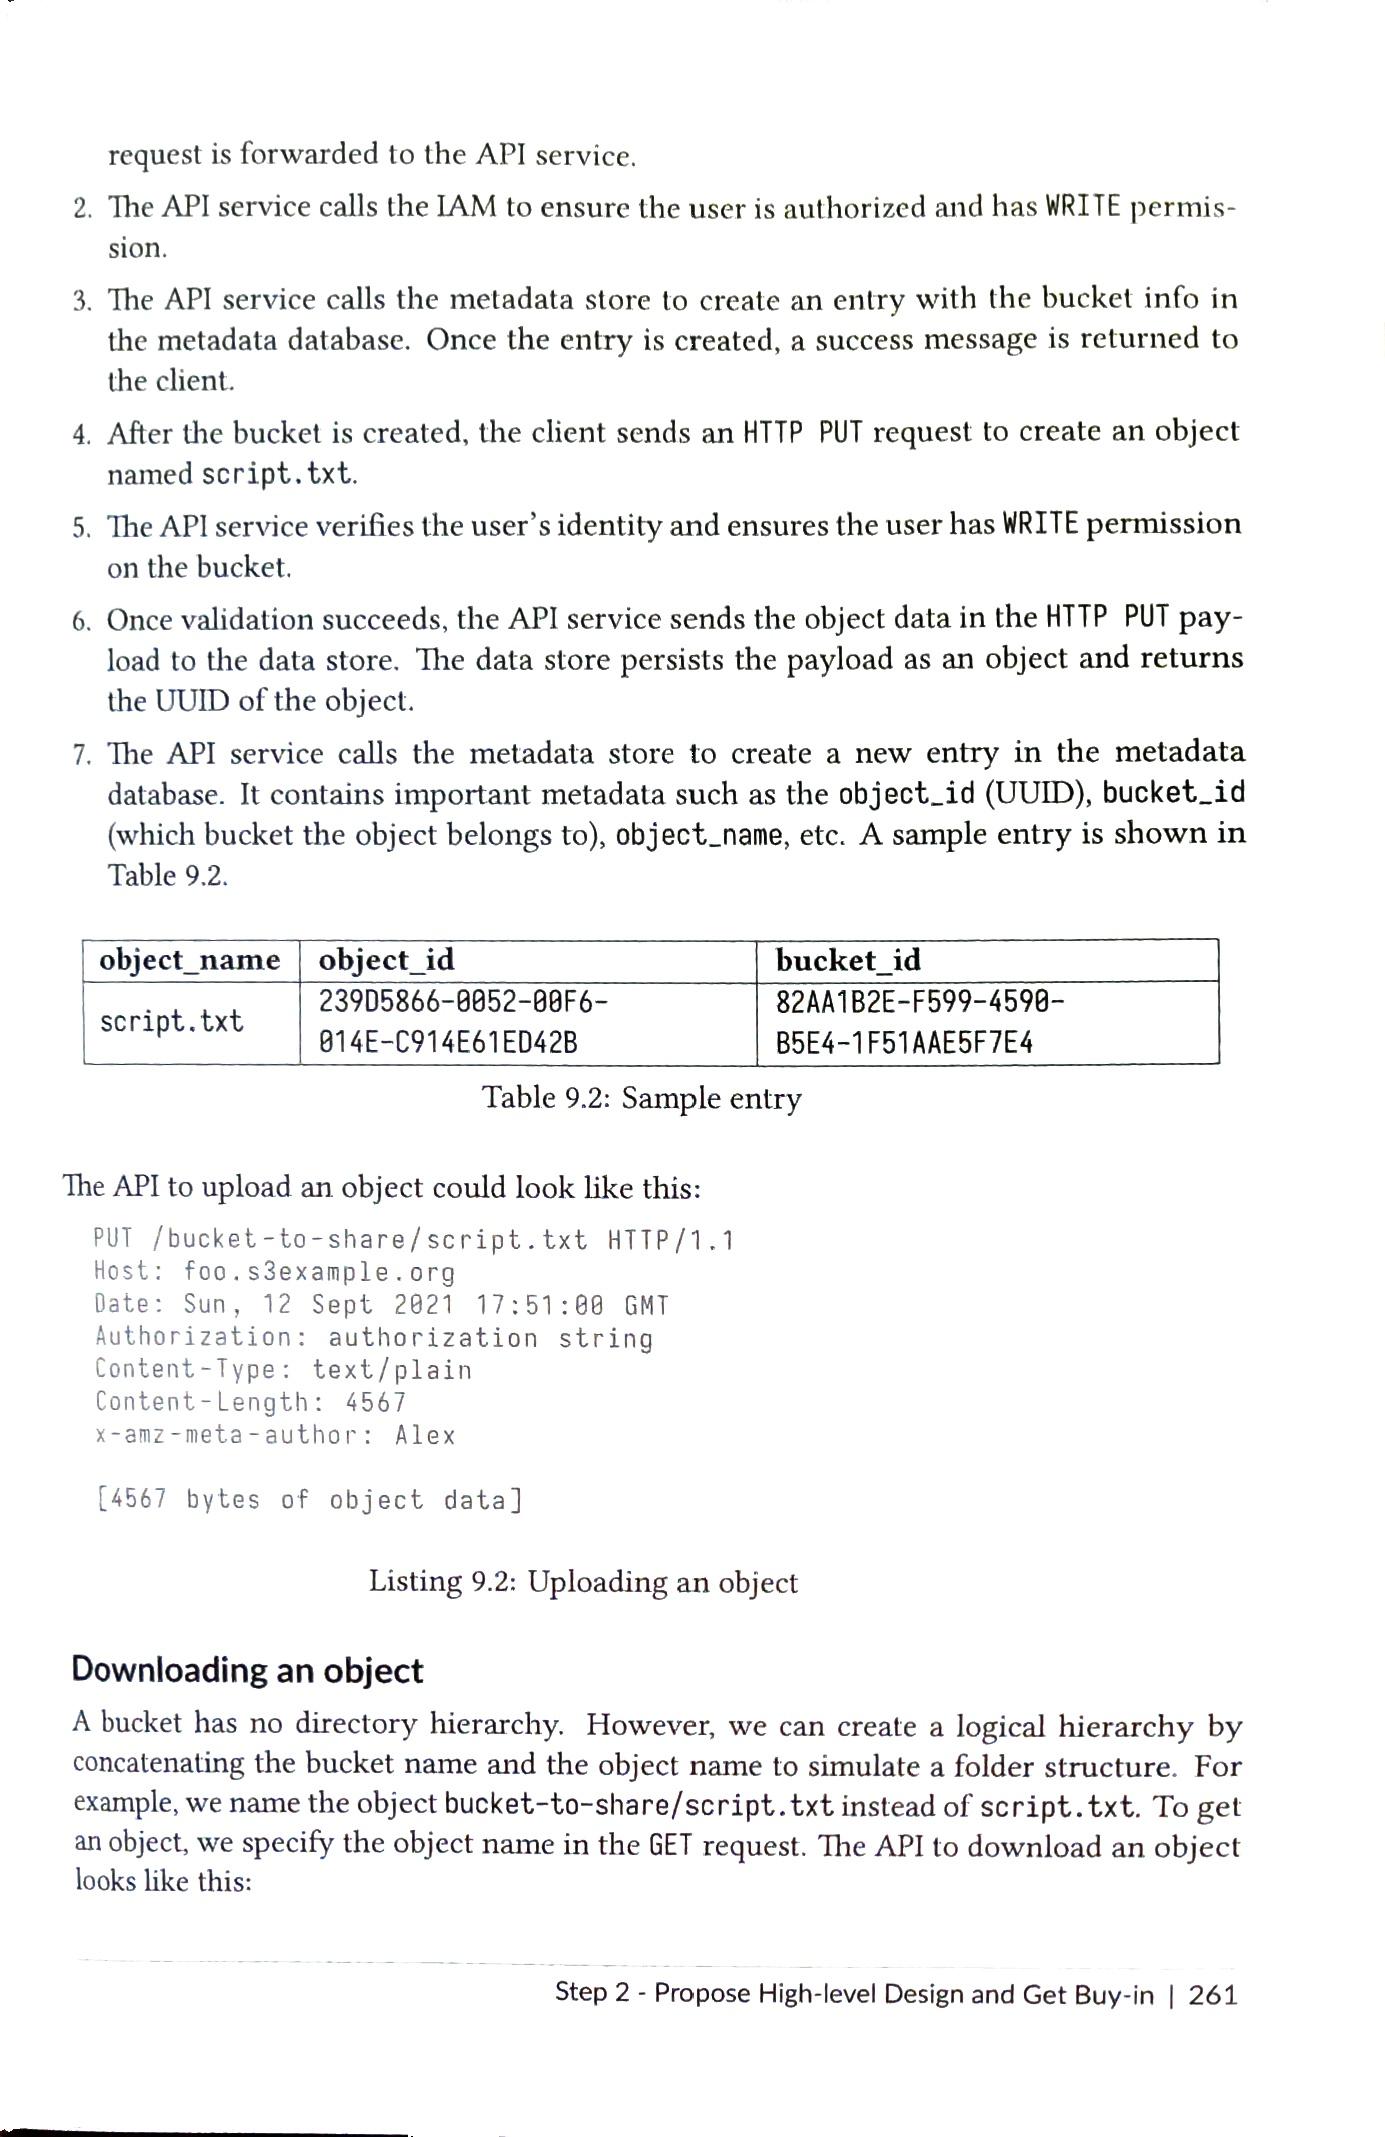 request is forwarded to the API service.
2. The API service calls the IAM to ensure the user is authorized and has WRITE permis-
sion.
3. The API service calls the metadata store to create an entry with the bucket info in
the metadata database. Once the entry is created, a success message is returned to
the client.
4. After the bucket is created, the client sends an HTTP PUT request to create an object
named script.txt.
5. The API service verifies the user's identity and ensures the user has WRITE permission
on the bucket.
6. Once validation succeeds, the API service sends the object data in the HTTP PUT pay-
load to the data store. The data store persists the payload as an object and returns
the UUID of the object.
7. The API service calls the metadata store to create a new entry in the metadata
database. It contains important metadata such as the object_id (UUID), bucket_id
(which bucket the object belongs to), object_name, etc. A sample entry is shown in
Table 9.2.
object_name object_id bucket_id
script.txt 239D5866-0052-00F6- 82AA1B2E-F599-4590-
014E-C914E61ED42B B5E4-1F51AAE5F7E4
Table 9.2: Sample entry
The API to upload an object could look like this:
PUT /bucket-to-share/script.txt HTTP/1.1
Host: foo.s3example.org
Date: Sun, 12 Sept 2021 17:51:00 GMT
Authorization: authorization string
Content-Type: text/plain
Content-Length: 4567
x-amz-meta-author: Alex
[4567 bytes of object data]
Listing 9.2: Uploading an object
Downloading an object
A bucket has no directory hierarchy. However, we can create a logical hierarchy by
concatenating the bucket name and the object name to simulate a folder structure. For
example, we name the object bucket-to-share/script.txt instead of script.txt. To get
an object, we specify the object name in the GET request. The API to download an object
looks like this:
Step 2 - Propose High-level Design and Get Buy-in | 261